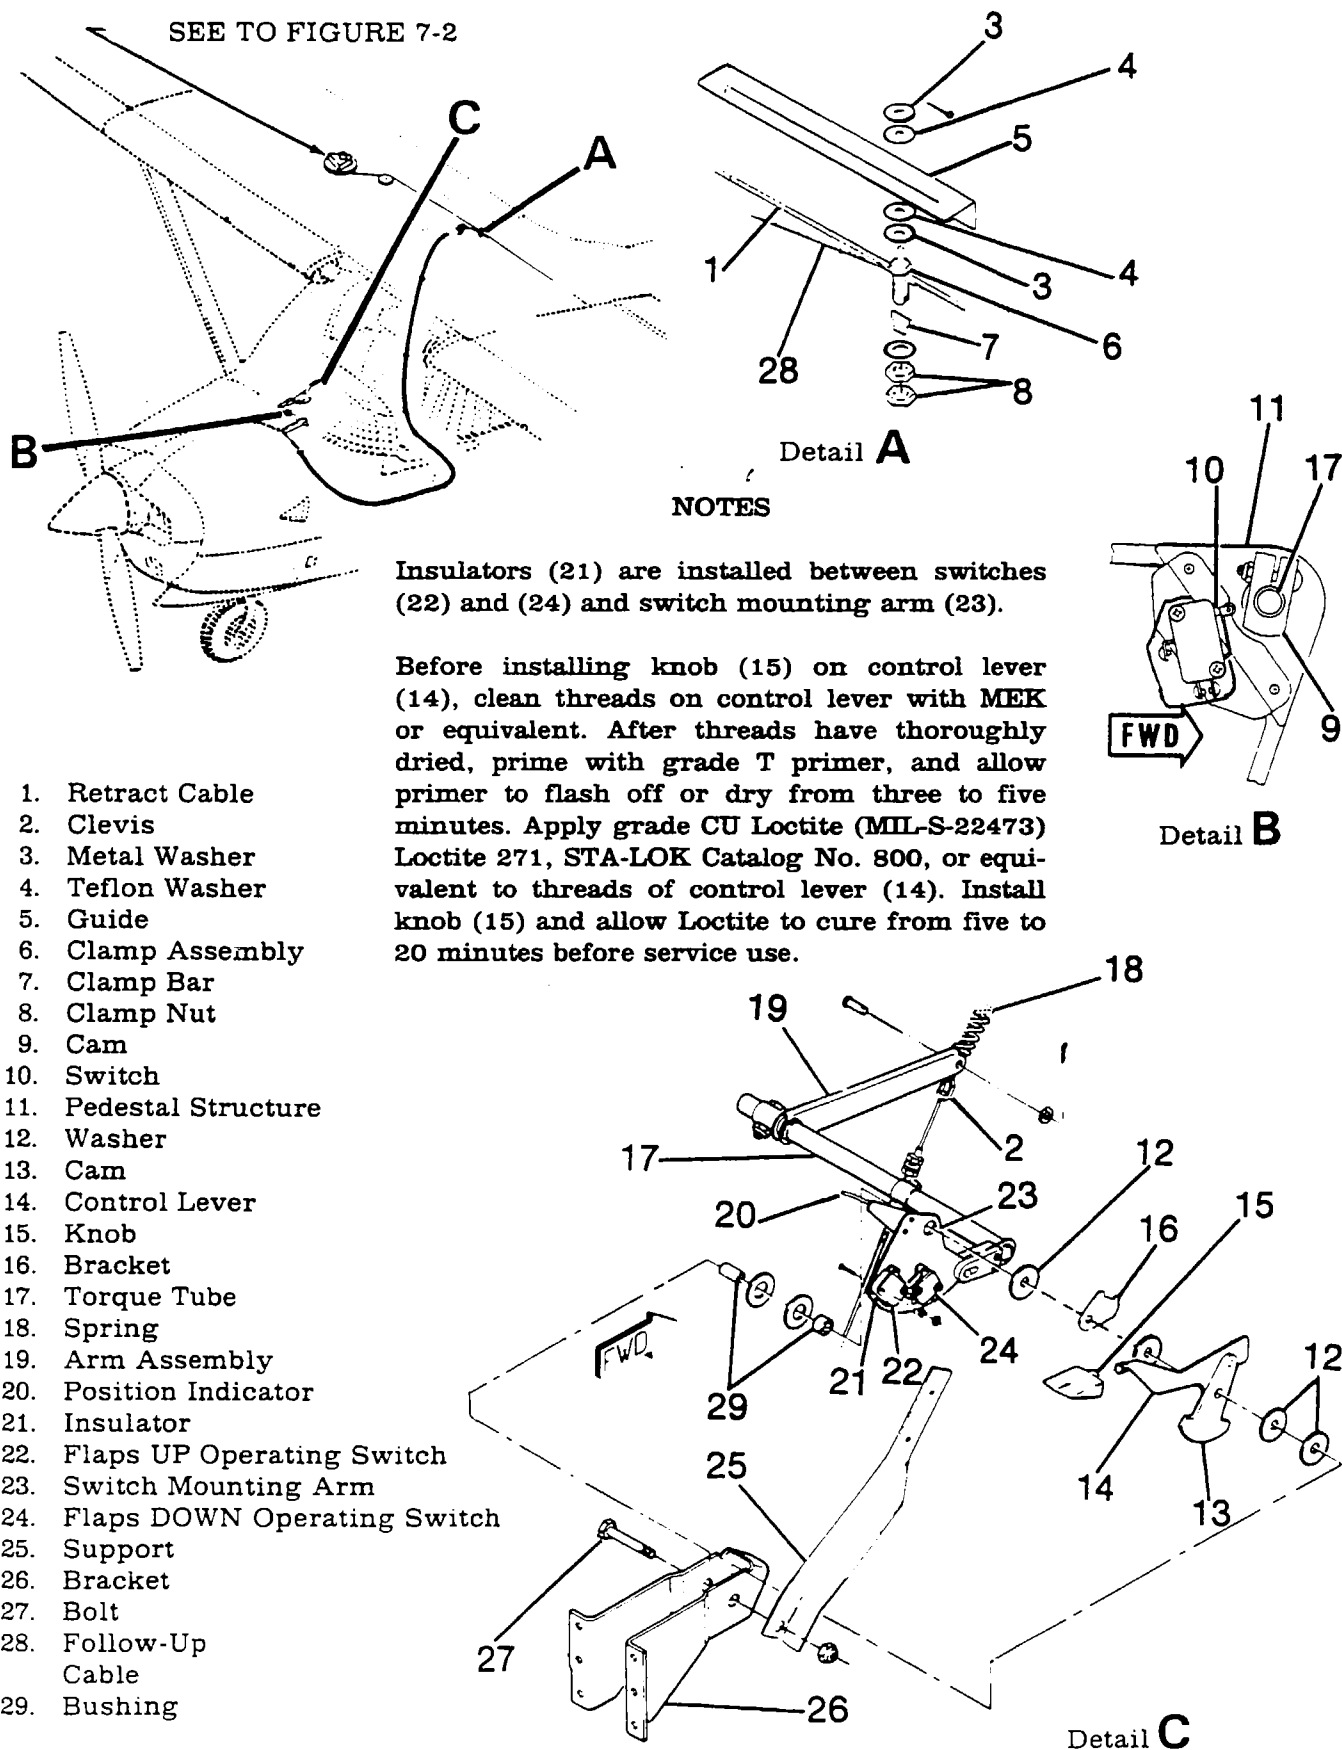 SEE TO FIGURE 7-2
C
A
B
3
4
5
1
4
3
6
7
28
8
Detail A
11
10
17
9
FWD
Detail B
NOTES
Insulators (21) are installed between switches
(22) and (24) and switch mounting arm (23).
Before installing knob (15) on control lever
(14), clean threads on control lever with MEK
or equivalent. After threads have thoroughly
dried, prime with grade T primer, and allow
primer to flash off or dry from three to five
minutes. Apply grade CU Loctite (MIL-S-22473)
Loctite 271, STA-LOK Catalog No. 800, or equi-
valent to threads of control lever (14). Install
knob (15) and allow Loctite to cure from five to
20 minutes before service use.
1. Retract Cable
2. Clevis
3. Metal Washer
4. Teflon Washer
5. Guide
6. Clamp Assembly
7. Clamp Bar
8. Clamp Nut
9. Cam
10. Switch
11. Pedestal Structure
12. Washer
13. Cam
14. Control Lever
15. Knob
16. Bracket
17. Torque Tube
18. Spring
19. Arm Assembly
20. Position Indicator
21. Insulator
22. Flaps UP Operating Switch
23. Switch Mounting Arm
24. Flaps DOWN Operating Switch
25. Support
26. Bracket
27. Bolt
28. Follow-Up
Cable
29. Bushing
18
19
2
17
12
23
20
15
16
FWD
24
21
22
29
12
25
14
13
27
26
Detail C